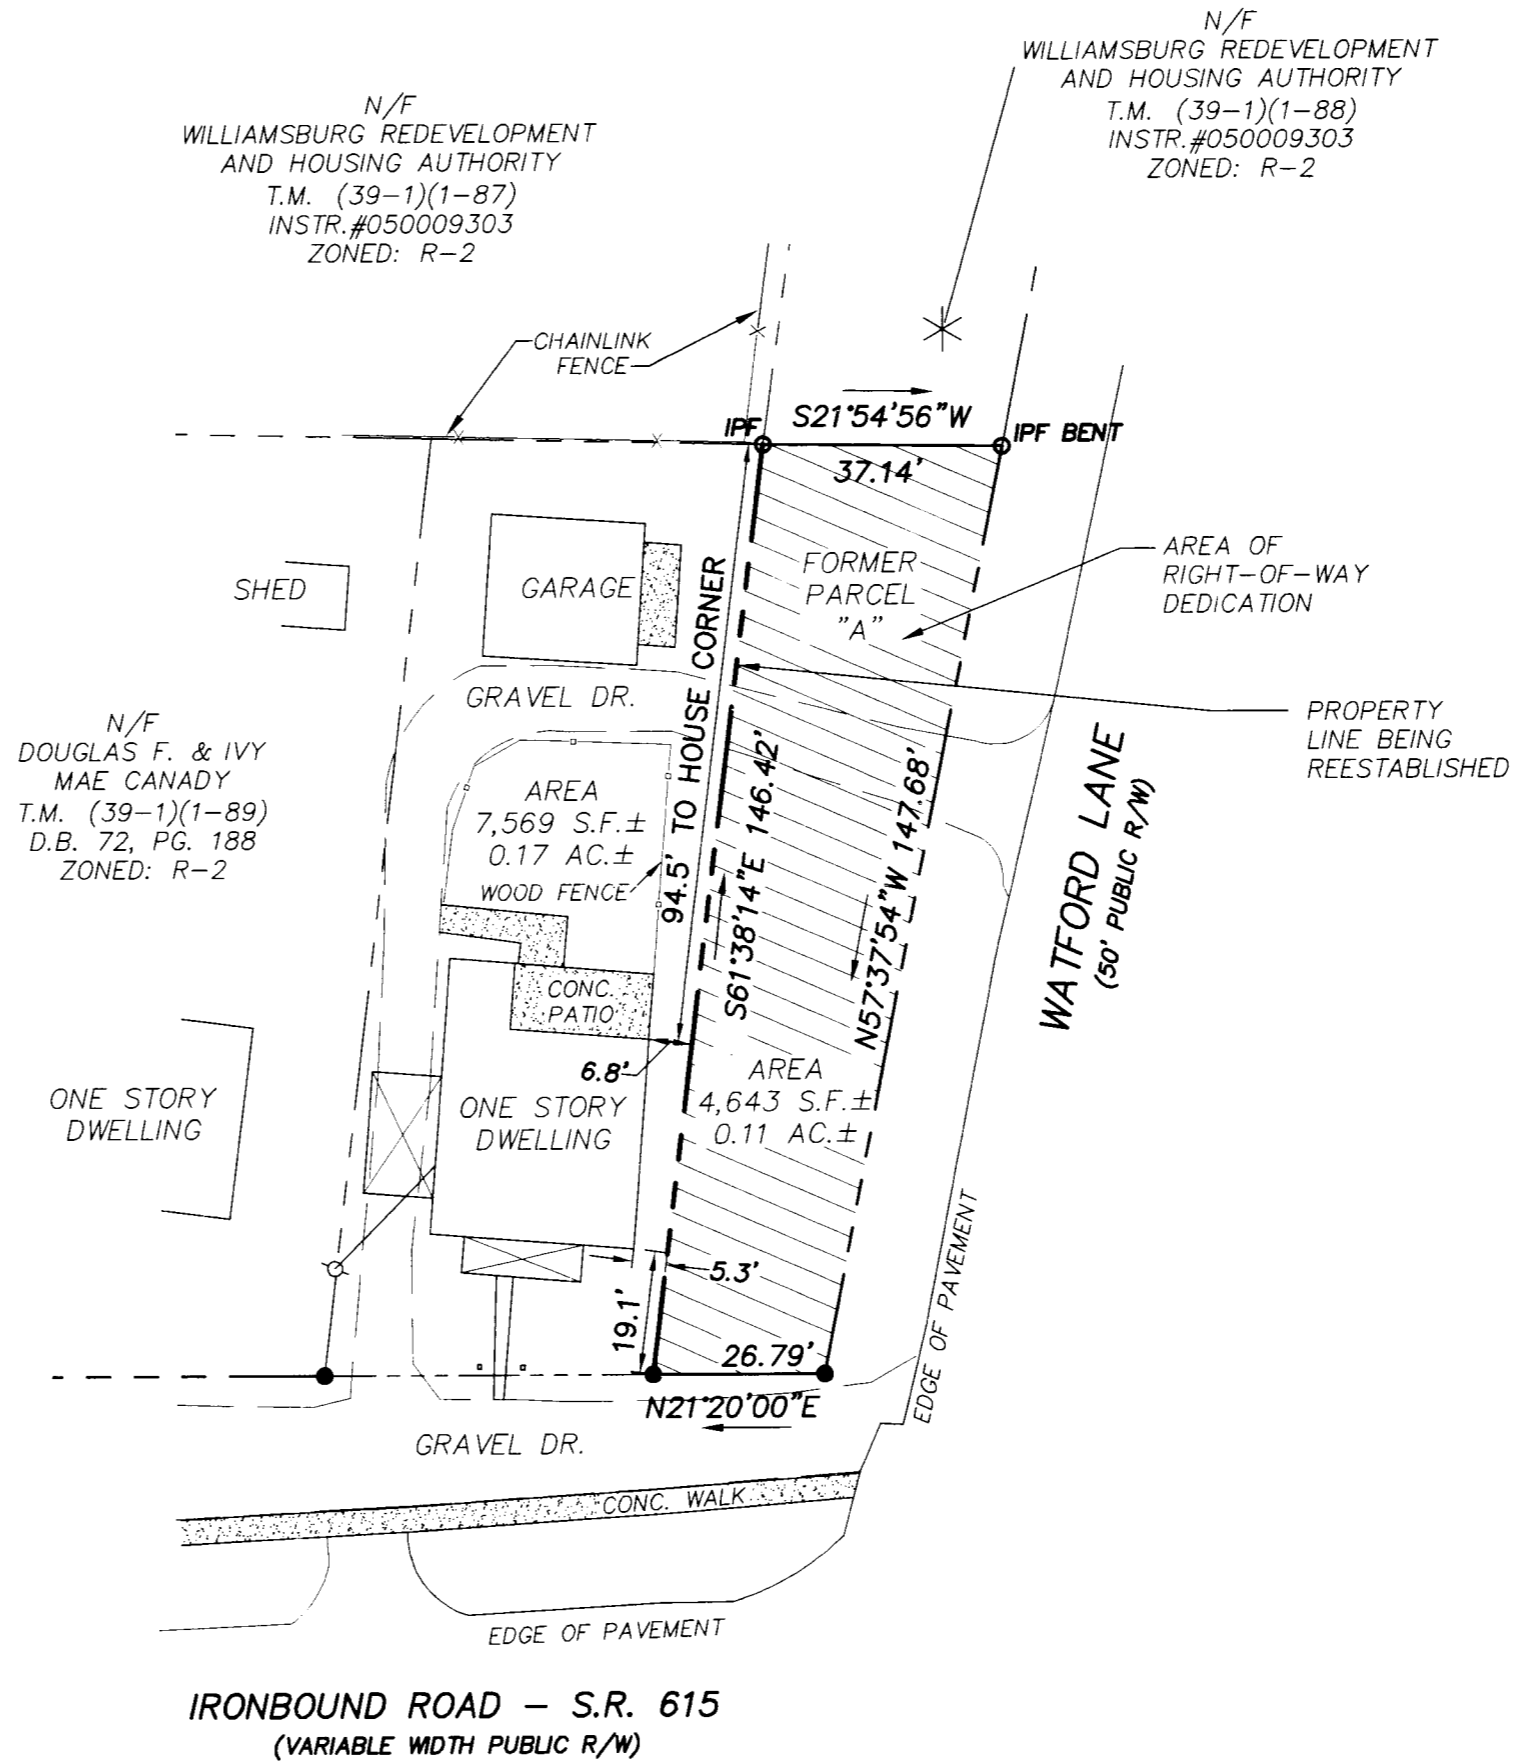 N/F
WILLIAMSBURG REDEVELOPMENT
AND HOUSING AUTHORITY
T.M. (39-1)(1-88)
INSTR.#050009303
ZONED: R-2
N/F
WILLIAMSBURG REDEVELOPMENT
AND HOUSING AUTHORITY
T.M. (39-1)(1-87)
INSTR.#050009303
ZONED: R-2
CHAINLINK
FENCE
S21°54'56"W
IPF
IPF BENT
37.14'
FORMER
PARCEL
"A"
AREA OF
RIGHT-OF-WAY
DEDICATION
SHED
GARAGE
94.5' TO HOUSE CORNER
GRAVEL DR.
PROPERTY
LINE BEING
REESTABLISHED
N/F
DOUGLAS F. & IVY
MAE CANADY
T.M. (39-1)(1-89)
D.B. 72, PG. 188
ZONED: R-2
AREA
7,569 S.F.±
0.17 AC.±
WOOD FENCE
S61°38'14"E 146.42'
N57°37'54"W 147.68'
WATFORD LANE
(50' PUBLIC R/W)
CONC.
PATIO
6.8'
AREA
4,643 S.F.±
0.11 AC.±
ONE STORY
DWELLING
ONE STORY
DWELLING
5.3'
19.1'
26.79'
N21°20'00"E
EDGE OF PAVEMENT
GRAVEL DR.
CONC. WALK
EDGE OF PAVEMENT
IRONBOUND ROAD - S.R. 615
(VARIABLE WIDTH PUBLIC R/W)